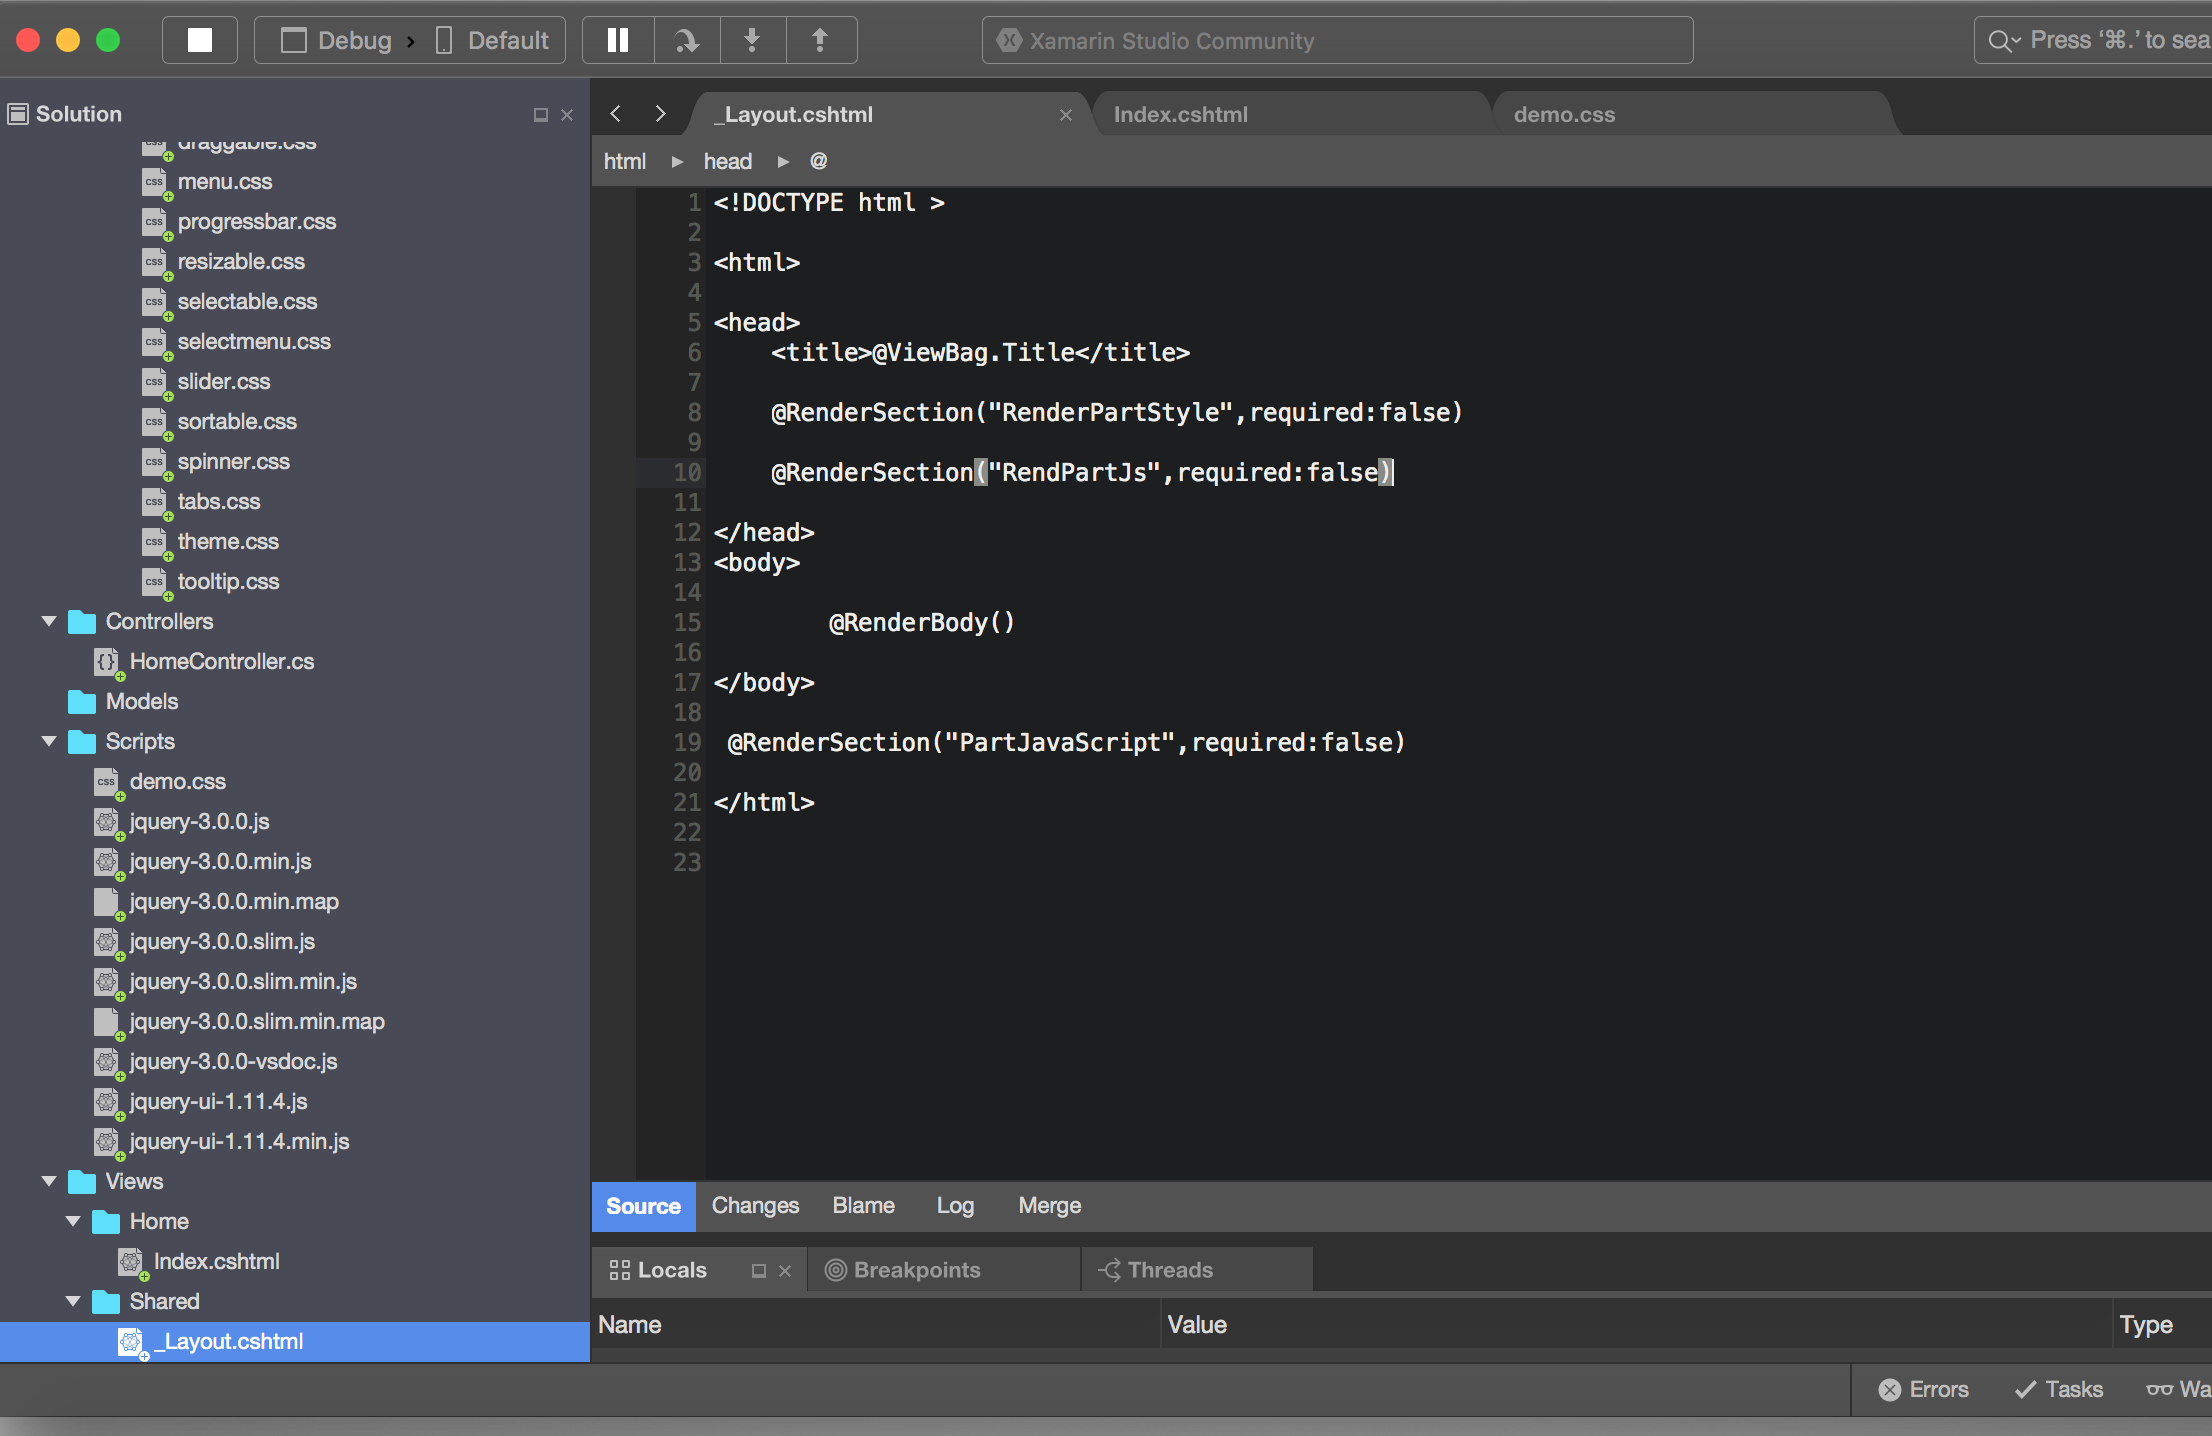 Debug > Default
Xamarin Studio Community
Press ‘⌘.’ to sea
Solution
_Layout.cshtml
Index.cshtml
demo.css
html ▸ head ▸ @
draggable.css
menu.css
progressbar.css
resizable.css
selectable.css
selectmenu.css
slider.css
sortable.css
spinner.css
tabs.css
theme.css
tooltip.css
Controllers
HomeController.cs
Models
Scripts
demo.css
jquery-3.0.0.js
jquery-3.0.0.min.js
jquery-3.0.0.min.map
jquery-3.0.0.slim.js
jquery-3.0.0.slim.min.js
jquery-3.0.0.slim.min.map
jquery-3.0.0-vsdoc.js
jquery-ui-1.11.4.js
jquery-ui-1.11.4.min.js
Views
Home
Index.cshtml
Shared
_Layout.cshtml
1 <!DOCTYPE html >
2
3 <html>
4
5 <head>
6 <title>@ViewBag.Title</title>
7
8 @RenderSection("RenderPartStyle",required:false)
9
10 @RenderSection("RendPartJs",required:false)
11
12 </head>
13 <body>
14
15 @RenderBody()
16
17 </body>
18
19 @RenderSection("PartJavaScript",required:false)
20
21 </html>
22
23
Source Changes Blame Log Merge
Locals Breakpoints Threads
Name Value Type
Errors Tasks Wa